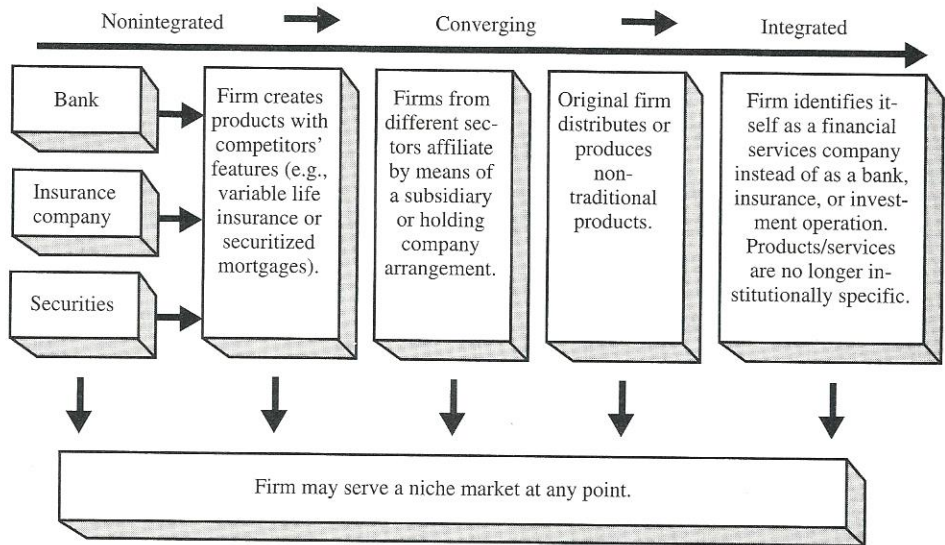 Nonintegrated
Converging
Integrated
Bank
Insurance
company
Securities
Firm creates
products with
competitors'
features (e.g.,
variable life
insurance or
securitized
mortgages).
Firms from
different sec-
tors affiliate
by means of
a subsidiary
or holding
company
arrangement.
Original firm
distributes or
produces
non-
traditional
products.
Firm identifies it-
self as a financial
services company
instead of as a bank,
insurance, or invest-
ment operation.
Products/services
are no longer in-
stitutionally specific.
Firm may serve a niche market at any point.